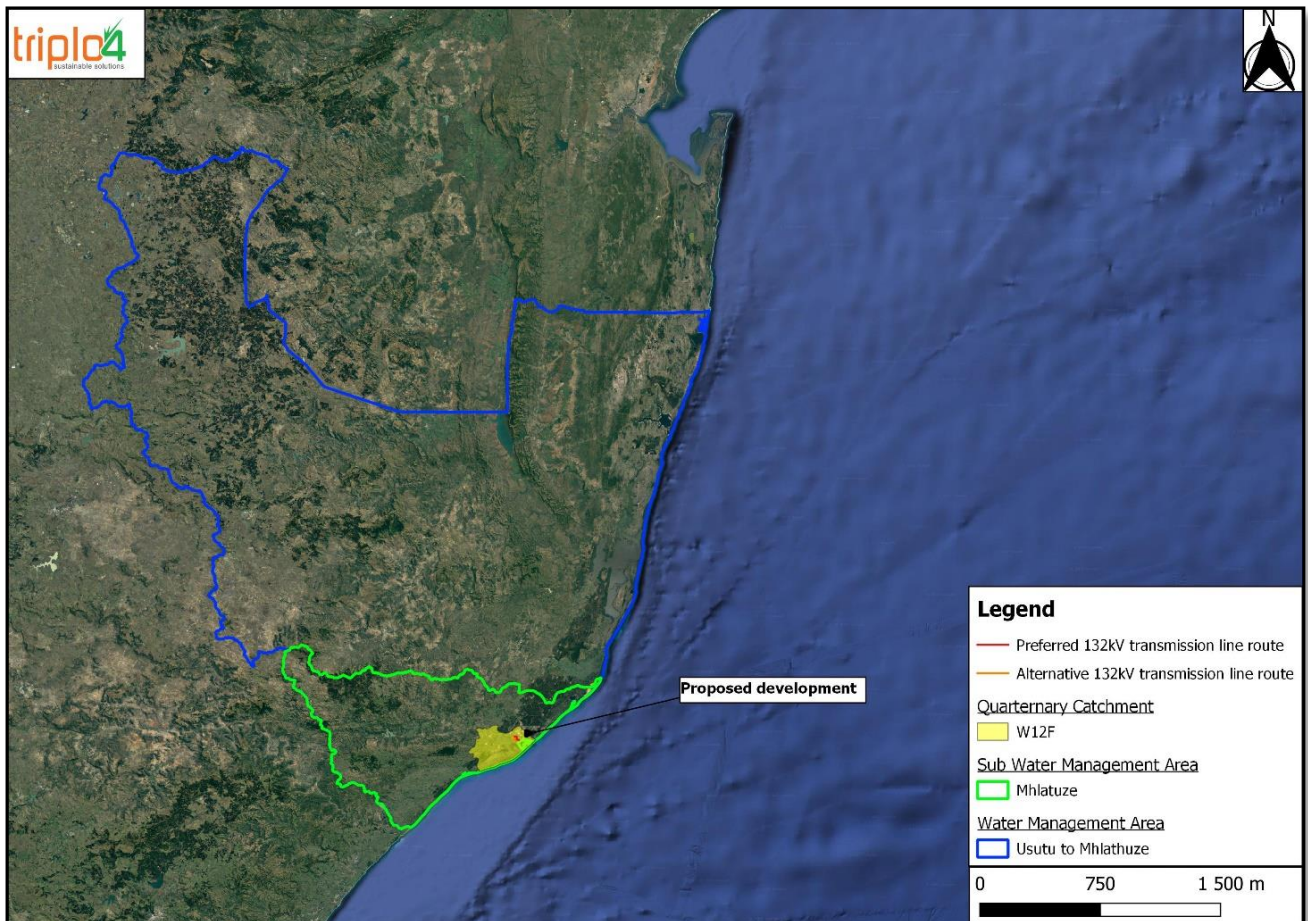 triplo4
sustainable solutions
N
Proposed development
Legend
Preferred 132kV transmission line route
Alternative 132kV transmission line route
Quarternary Catchment
W12F
Sub Water Management Area
Mhlatuze
Water Management Area
Usutu to Mhlathuze
0 750 1 500 m